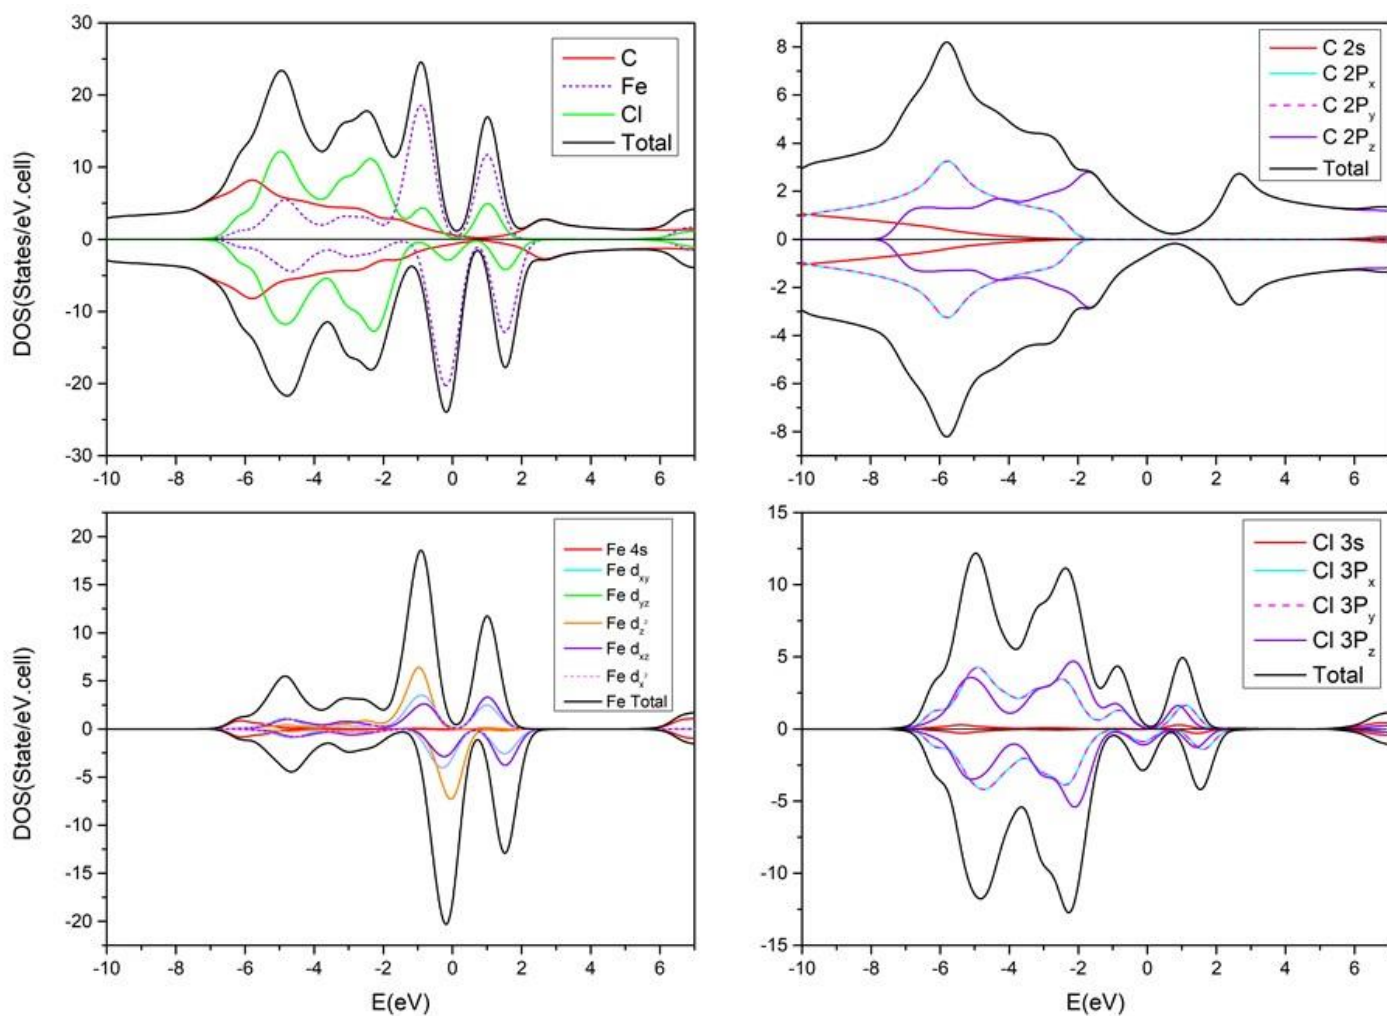 DOS(States/eV.cell)
30
20
10
0
-10
-20
-30
-10 -8 -6 -4 -2 0 2 4 6
C
Fe
Cl
Total
8
6
4
2
0
-2
-4
-6
-8
-10 -8 -6 -4 -2 0 2 4 6
C 2s
C 2Px
C 2Py
C 2Pz
Total
DOS(State/eV.cell)
20
15
10
5
0
-5
-10
-15
-20
-10 -8 -6 -4 -2 0 2 4 6
E(eV)
Fe 4s
Fe dxy
Fe dyz
Fe dz²
Fe dxz
Fe dx²
Fe Total
15
10
5
0
-5
-10
-15
-10 -8 -6 -4 -2 0 2 4 6
E(eV)
Cl 3s
Cl 3Px
Cl 3Py
Cl 3Pz
Total